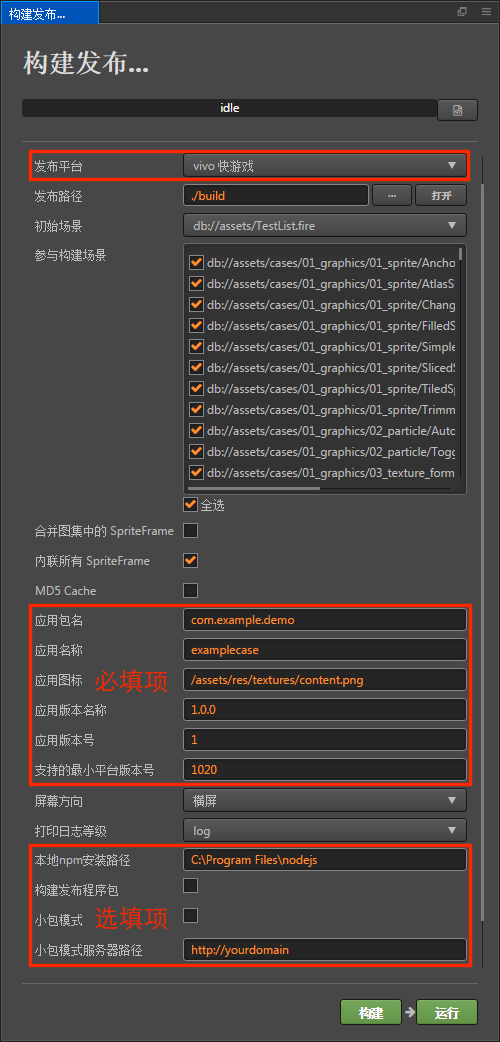 构建发布...
构建发布...
idle
发布平台 vivo 快游戏
发布路径 ./build ... 打开
初始场景 db://assets/TestList.fire
参与构建场景
db://assets/cases/01_graphics/01_sprite/Ancho
db://assets/cases/01_graphics/01_sprite/AtlasS
db://assets/cases/01_graphics/01_sprite/Chang
db://assets/cases/01_graphics/01_sprite/FilledS
db://assets/cases/01_graphics/01_sprite/Simple
db://assets/cases/01_graphics/01_sprite/SlicedS
db://assets/cases/01_graphics/01_sprite/TiledSp
db://assets/cases/01_graphics/01_sprite/Trimm
db://assets/cases/01_graphics/02_particle/Auto
db://assets/cases/01_graphics/02_particle/Togg
db://assets/cases/01_graphics/03_texture_form
全选
合并图集中的 SpriteFrame
内联所有 SpriteFrame
MD5 Cache
应用包名 com.example.demo
应用名称 examplecase
应用图标 必填项 /assets/res/textures/content.png
应用版本名称 1.0.0
应用版本号 1
支持的最小平台版本号 1020
屏幕方向 横屏
打印日志等级 log
本地npm安装路径 C:\Program Files\nodejs
构建发布程序包
小包模式 选填项
小包模式服务器路径 http://yourdomain
构建 运行